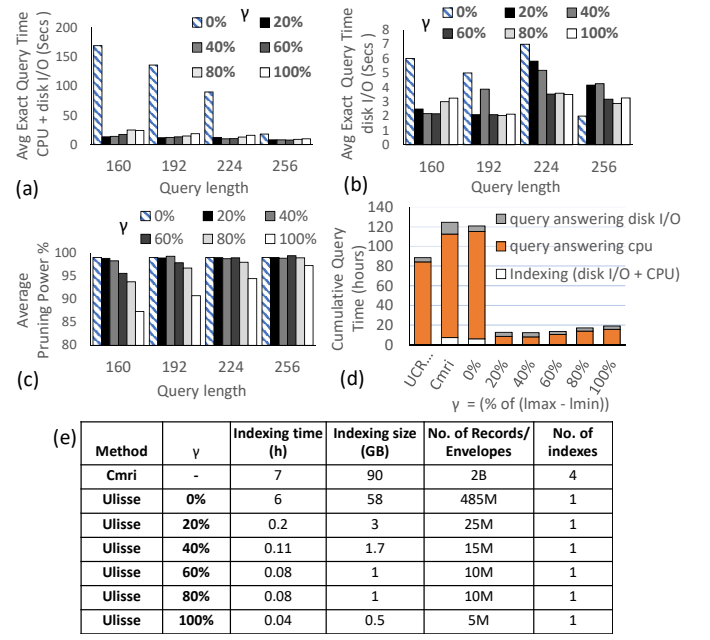 Avg Exact Query Time
CPU + disk I/O (Secs)
200
150
100
50
0
γ
0%
20%
40%
60%
80%
100%
160
192
224
256
Query length
(a)
Avg Exact Query Time
disk I/O (Secs)
8
7
6
5
4
3
2
1
0
γ
0%
20%
40%
60%
80%
100%
160
192
224
256
Query length
(b)
Average
Pruning Power %
100
95
90
85
80
γ
0%
20%
40%
60%
80%
100%
160
192
224
256
Query length
(c)
Cumulative Query
Time (hours)
140
120
100
80
60
40
20
0
query answering disk I/O
query answering cpu
Indexing (disk I/O + CPU)
UCR...
Cmri
0%
20%
40%
60%
80%
100%
γ = (% of (lmax - lmin))
(d)
(e)
Method γ Indexing time (h) Indexing size (GB) No. of Records/ Envelopes No. of indexes
Cmri - 7 90 2B 4
Ulisse 0% 6 58 485M 1
Ulisse 20% 0.2 3 25M 1
Ulisse 40% 0.11 1.7 15M 1
Ulisse 60% 0.08 1 10M 1
Ulisse 80% 0.08 1 10M 1
Ulisse 100% 0.04 0.5 5M 1